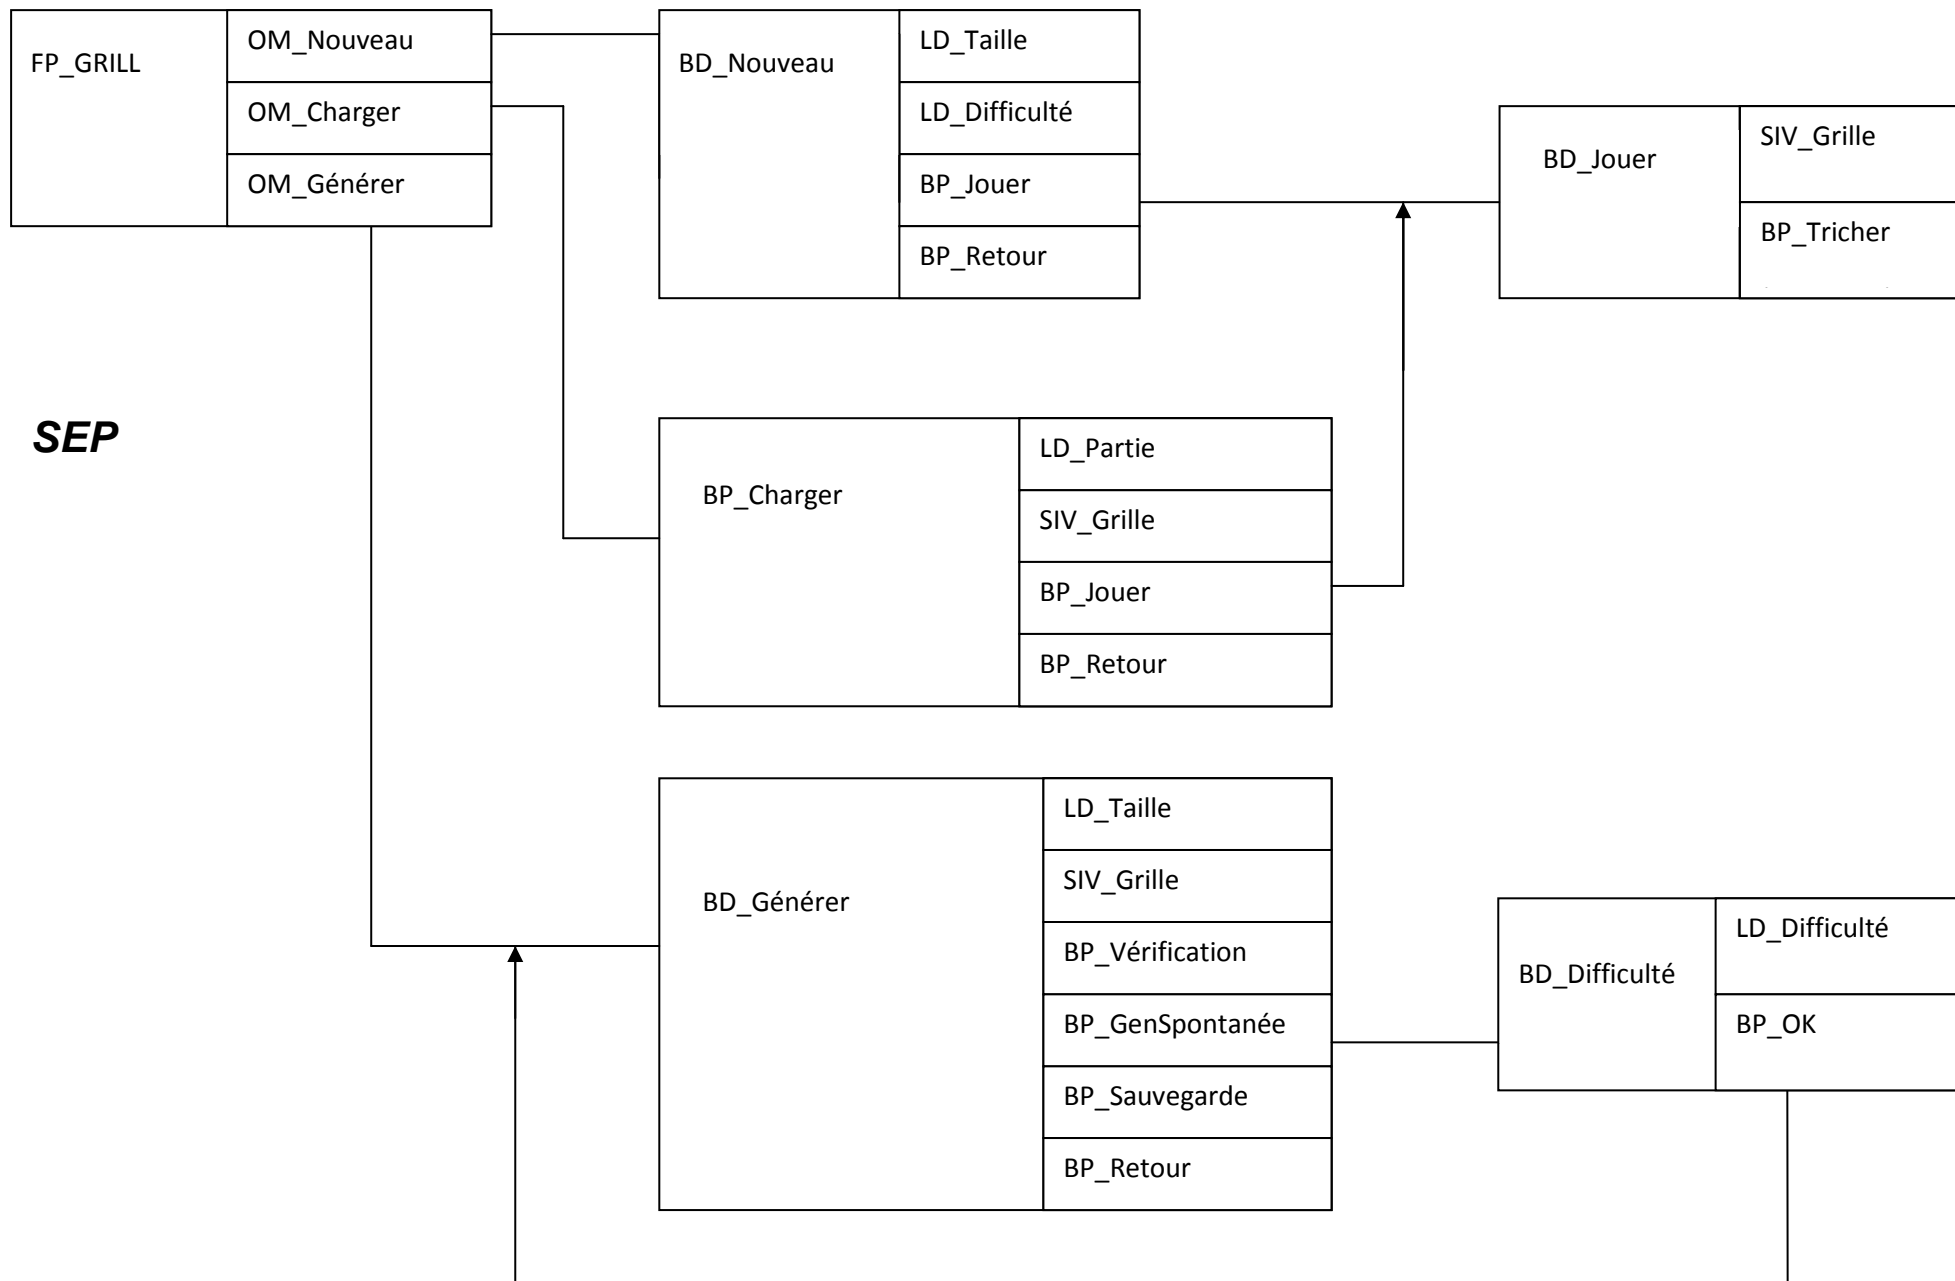 FP_GRILL
OM_Nouveau
OM_Charger
OM_Générer
BD_Nouveau
LD_Taille
LD_Difficulté
BP_Jouer
BP_Retour
BD_Jouer
SIV_Grille
BP_Tricher
SEP
BP_Charger
LD_Partie
SIV_Grille
BP_Jouer
BP_Retour
BD_Générer
LD_Taille
SIV_Grille
BP_Vérification
BP_GenSpontanée
BP_Sauvegarde
BP_Retour
BD_Difficulté
LD_Difficulté
BP_OK